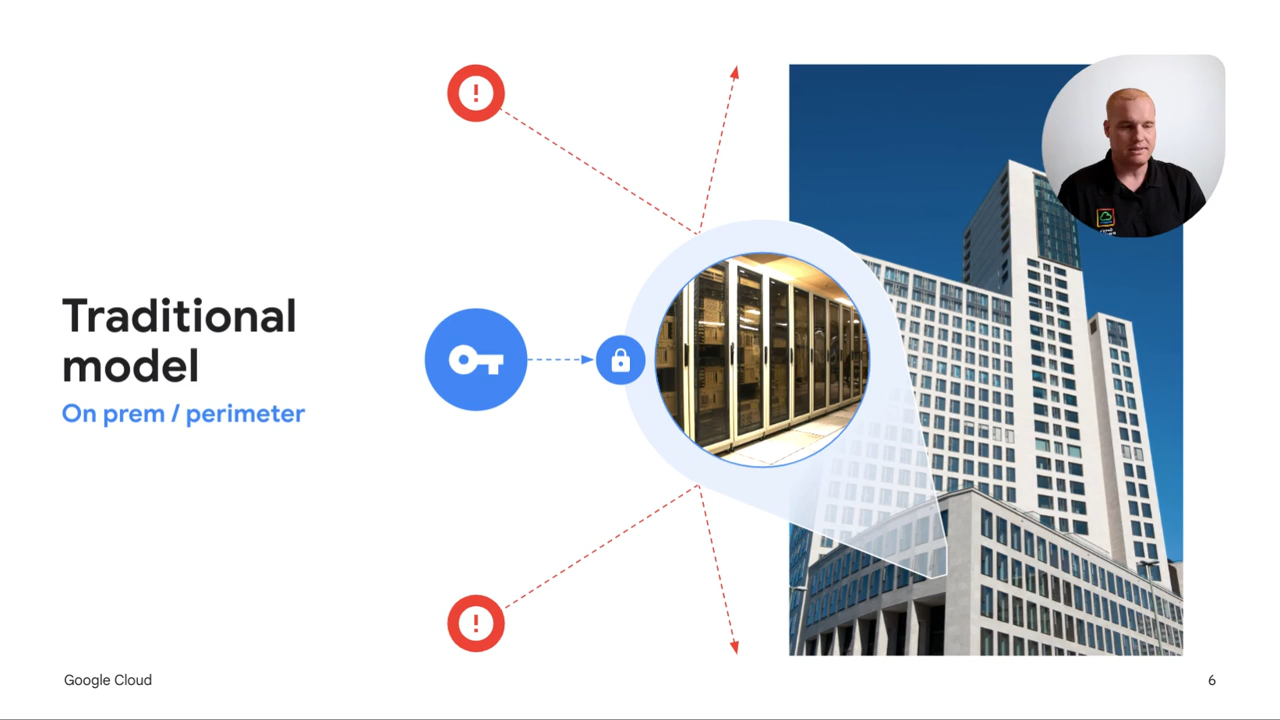 Traditional
model
On prem / perimeter
Google Cloud
6